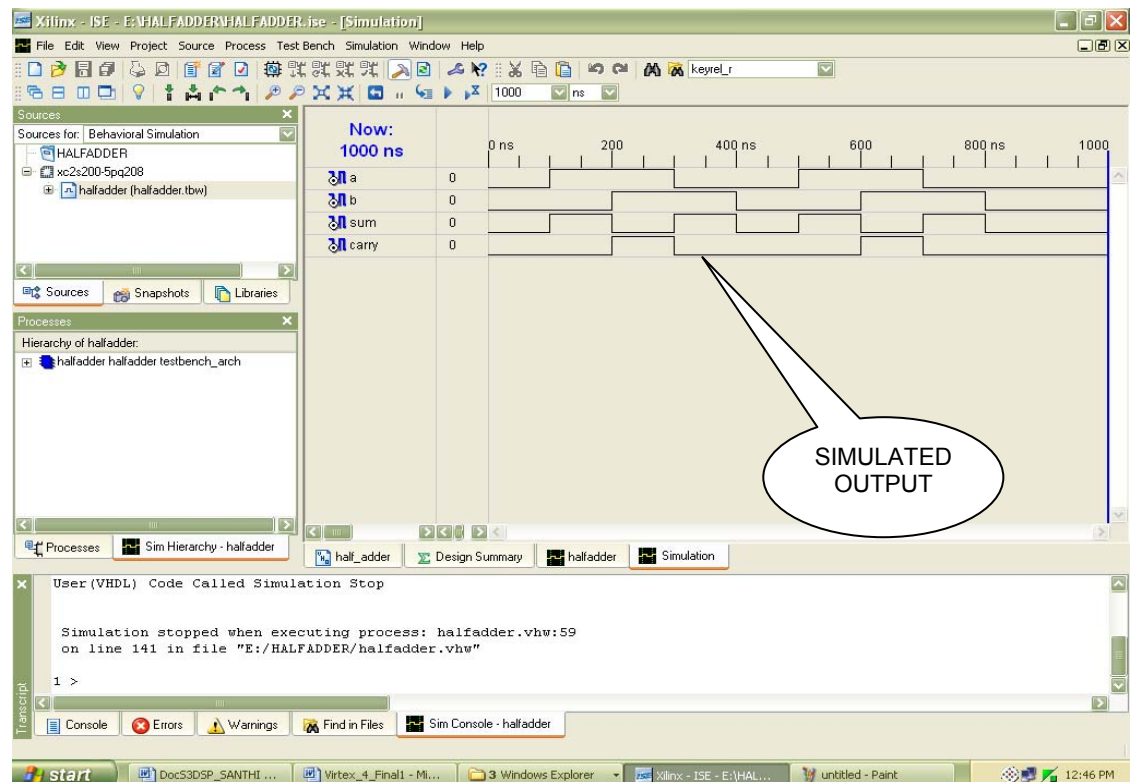 Xilinx - ISE - E:\HALFADDER\HALFADDER.ise - [Simulation]
File Edit View Project Source Process Test Bench Simulation Window Help
keyrel_r
1000 ns
Sources
Sources for: Behavioral Simulation
HALFADDER
xc2s200-5pq208
halfadder (halfadder.tbw)
Sources Snapshots Libraries
Processes
Hierarchy of halfadder:
halfadder halfadder testbench_arch
Processes Sim Hierarchy - halfadder
Now:
1000 ns
0 ns 200 400 ns 600 800 ns 1000
a 0
b 0
sum 0
carry 0
SIMULATED
OUTPUT
half_adder Design Summary halfadder Simulation
User(VHDL) Code Called Simulation Stop
Simulation stopped when executing process: halfadder.vhw:59
on line 141 in file "E:/HALFADDER/halfadder.vhw"
1 >
Transcript
Console Errors Warnings Find in Files Sim Console - halfadder
start DocS3DSP_SANTHI ... Virtex_4_Final1 - Mi... 3 Windows Explorer Xilinx - ISE - E:\HAL... untitled - Paint 12:46 PM